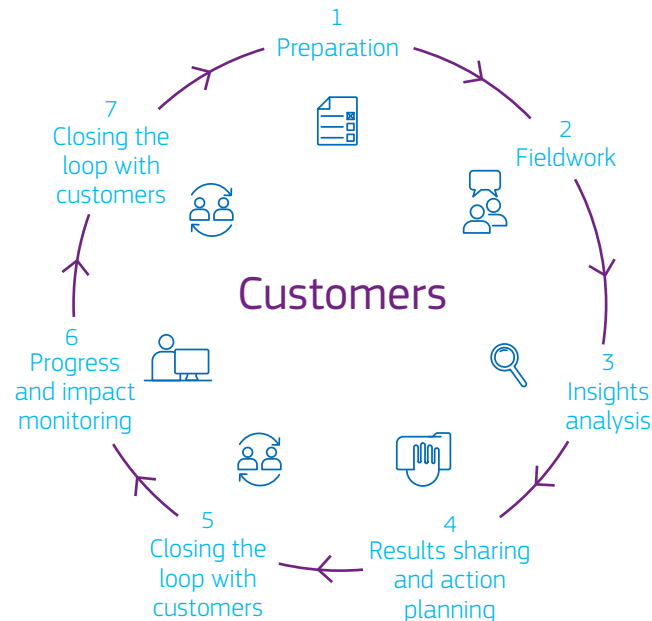 1
Preparation
2
Fieldwork
3
Insights
analysis
4
Results sharing
and action
planning
5
Closing the
loop with
customers
6
Progress
and impact
monitoring
7
Closing the
loop with
customers
Customers